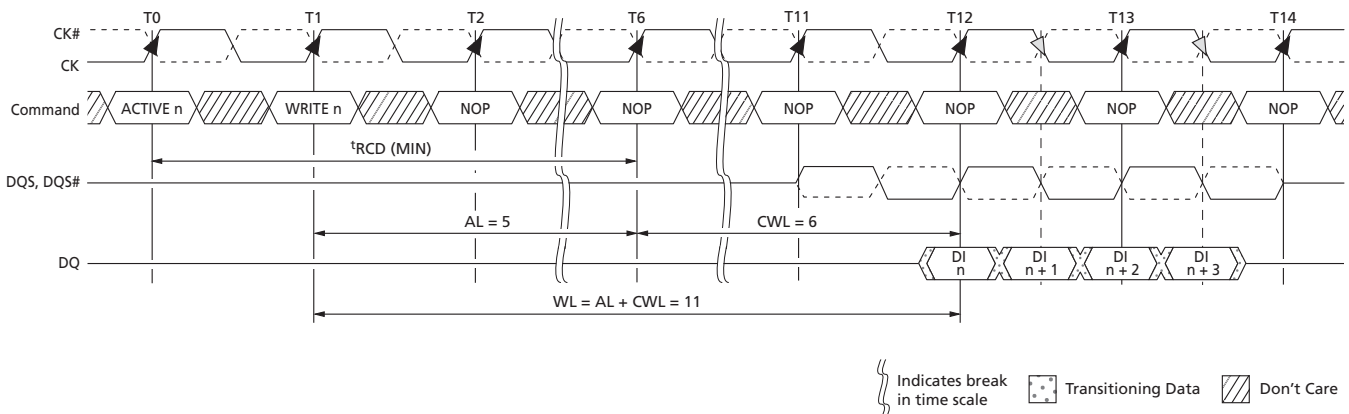 T0 T1 T2 T6 T11 T12 T13 T14
CK#
CK
Command ACTIVE n WRITE n NOP NOP NOP NOP NOP NOP
tRCD (MIN)
DQS, DQS#
AL = 5 CWL = 6
DQ DI n DI n + 1 DI n + 2 DI n + 3
WL = AL + CWL = 11
Indicates break in time scale Transitioning Data Don't Care